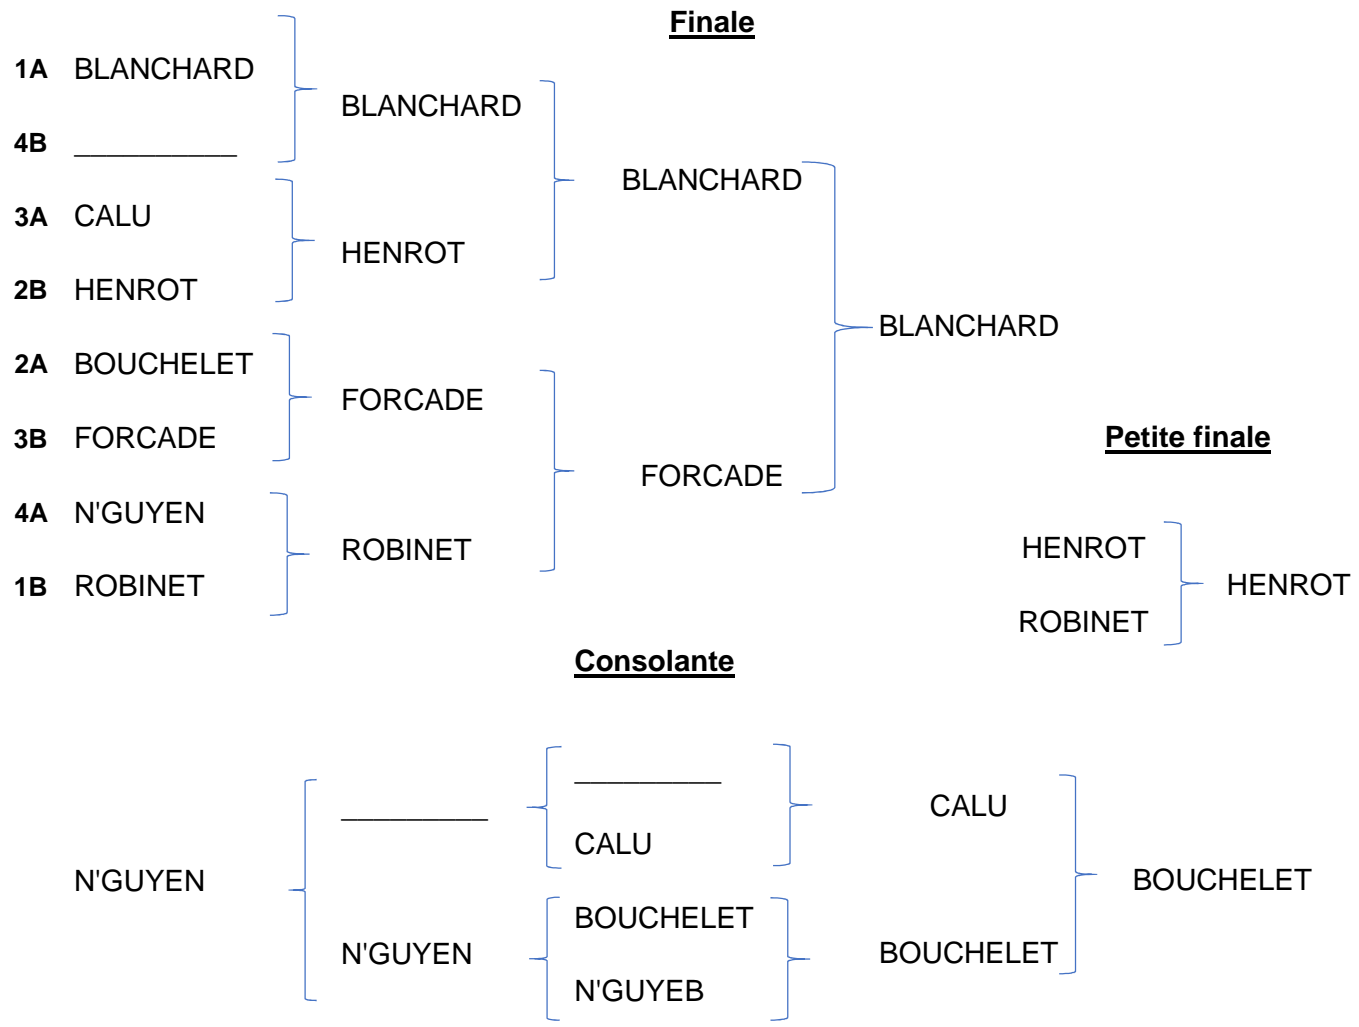 Finale
1A BLANCHARD
BLANCHARD
4B __________
BLANCHARD
3A CALU
HENROT
2B HENROT
BLANCHARD
2A BOUCHELET
FORCADE
3B FORCADE
Petite finale
FORCADE
4A N'GUYEN
ROBINET
HENROT
1B ROBINET
HENROT
ROBINET
Consolante
_________
_________
CALU
CALU
N'GUYEN
BOUCHELET
BOUCHELET
N'GUYEN
BOUCHELET
N'GUYEB